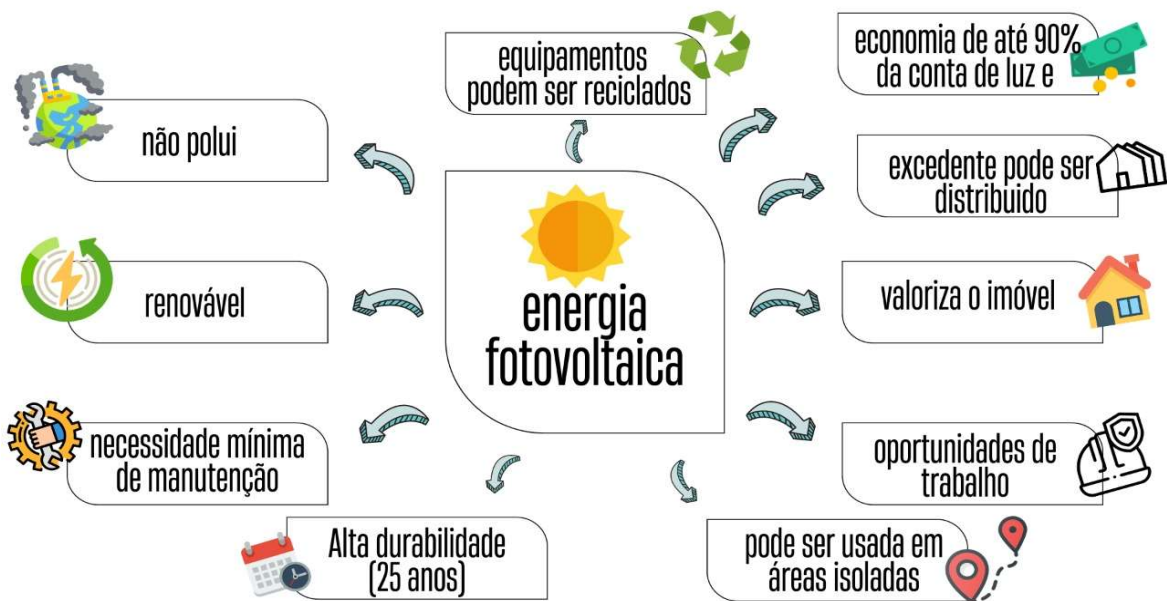 equipamentos
podem ser reciclados
economia de até 90%
da conta de luz e
não polui
excedente pode ser
distribuido
renovável
energia
fotovoltaica
valoriza o imóvel
necessidade mínima
de manutenção
oportunidades de
trabalho
Alta durabilidade
(25 anos)
pode ser usada em
áreas isoladas